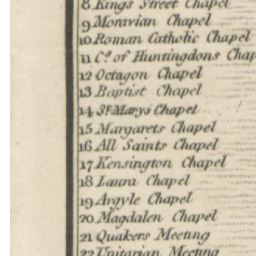 8 Kings Street Chapel
9 Moravian Chapel
10 Roman Catholic Chapel
11 Cs. of Huntingdons Chap
12 Octagon Chapel
13 Baptist Chapel
14 St. Marys Chapel
15 Margarets Chapel
16 All Saints Chapel
17 Kensington Chapel
18 Laura Chapel
19 Argyle Chapel
20 Magdalen Chapel
21 Quakers Meeting
22 Unitarian Meeting